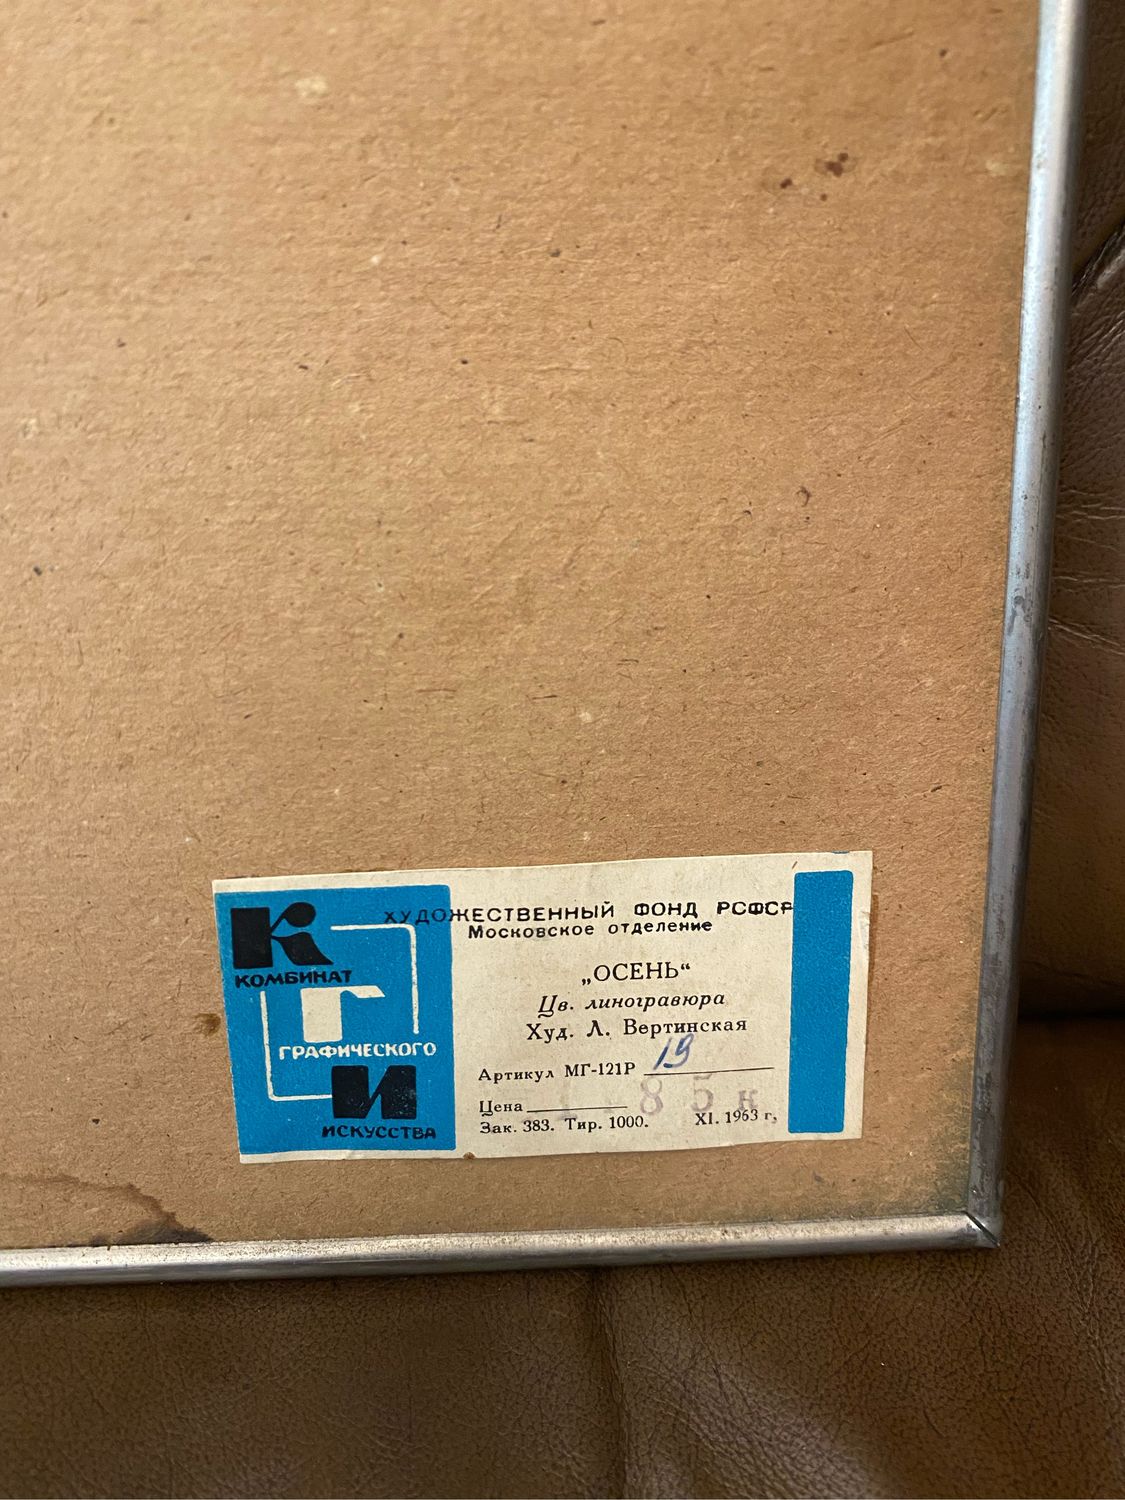 К
КОМБИНАТ
Г
ГРАФИЧЕСКОГО
И
ИСКУССТВА
ХУДОЖЕСТВЕННЫЙ ФОНД РСФСР
Московское отделение
„ОСЕНЬ“
Цв. линогравюра
Худ. Л. Вертинская
Артикул МГ-121Р 19
Цена
Зак. 383. Тир. 1000. XI. 1963 г,